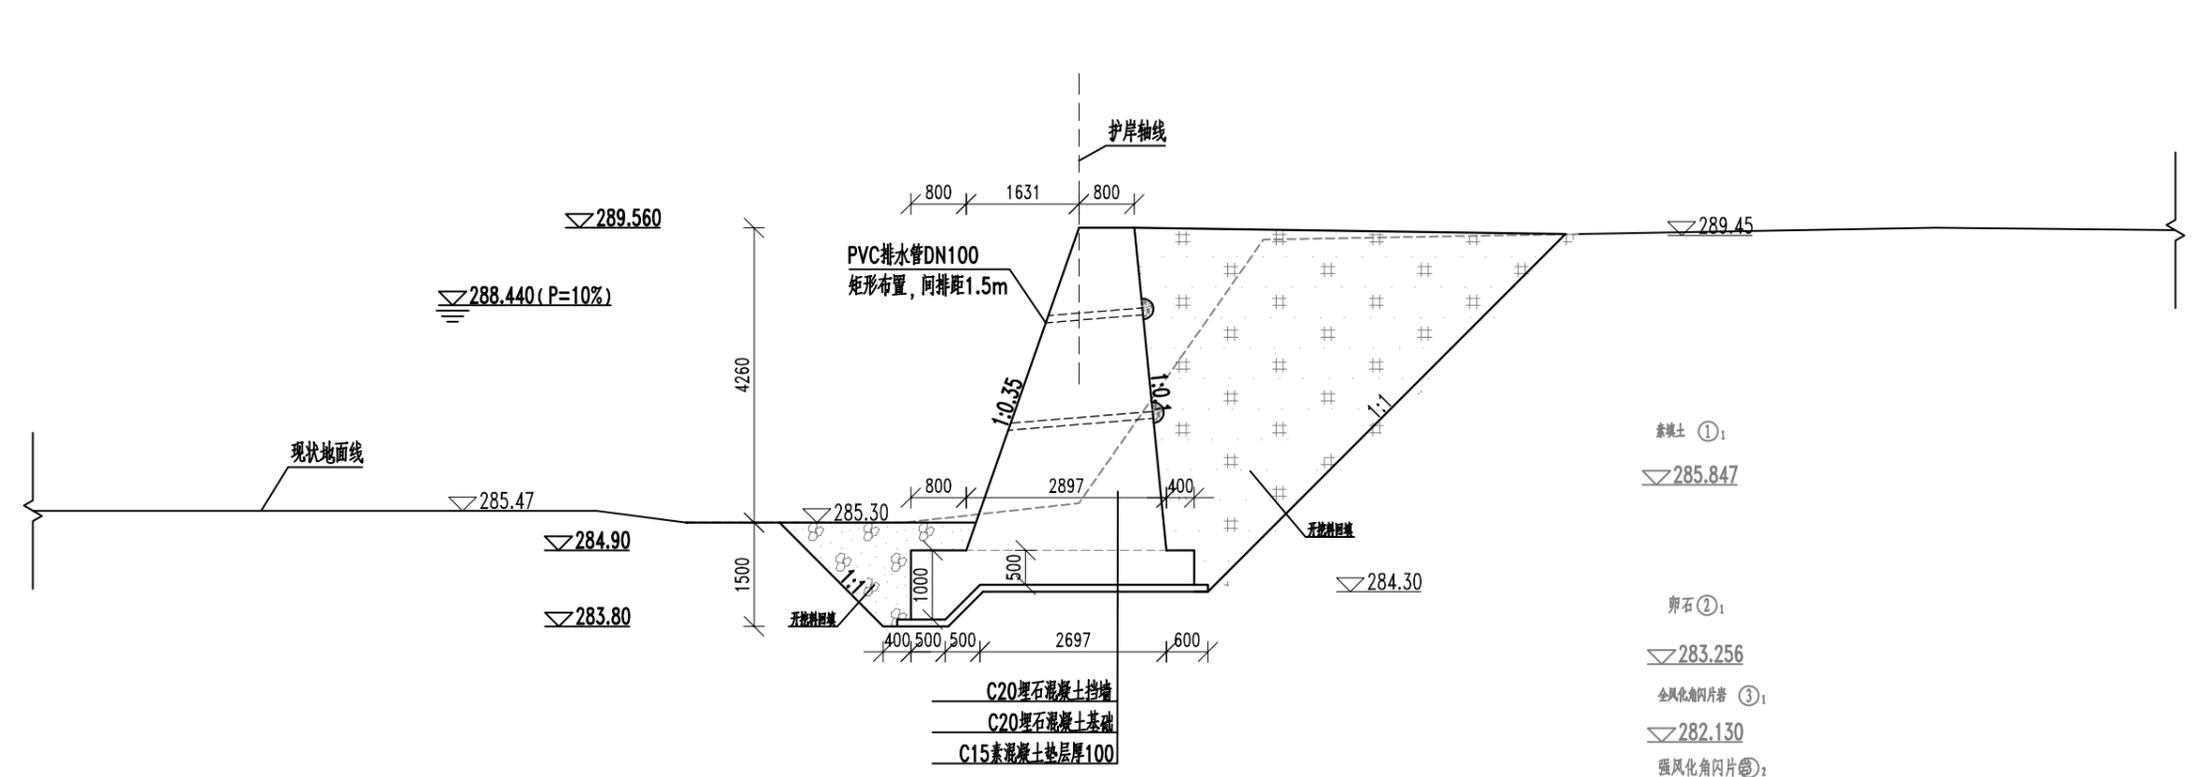 护岸轴线
800
1631
800
289.560
289.45
PVC排水管DN100
矩形布置，间排距1.5m
288.440(P=10%)
4260
1:0.35
1:0.1
1:1
素填土 ①1
现状地面线
285.847
285.47
800
2897
400
285.30
开挖料回填
284.90
500
1000
1:1
1500
284.30
卵石②1
283.80
开挖料回填
400
500
500
2697
600
283.256
C20埋石混凝土挡墙
全风化角闪片岩 ③1
C20埋石混凝土基础
282.130
C15素混凝土垫层厚100
强风化角闪片岩③2